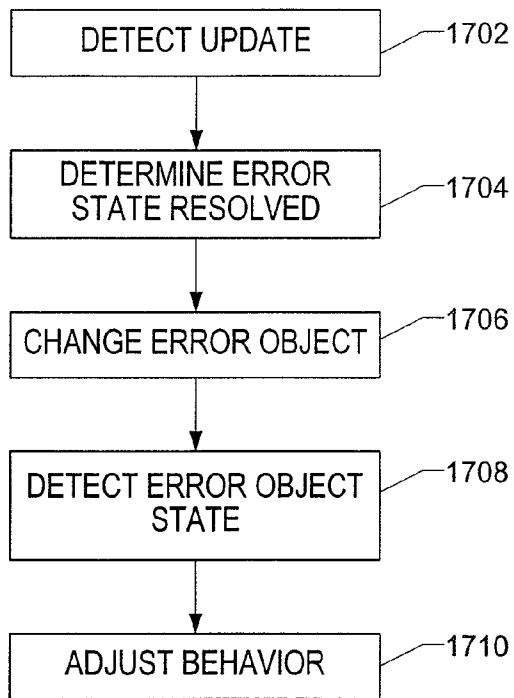 DETECT UPDATE
1702
DETERMINE ERROR
STATE RESOLVED
1704
CHANGE ERROR OBJECT
1706
DETECT ERROR OBJECT
STATE
1708
ADJUST BEHAVIOR
1710